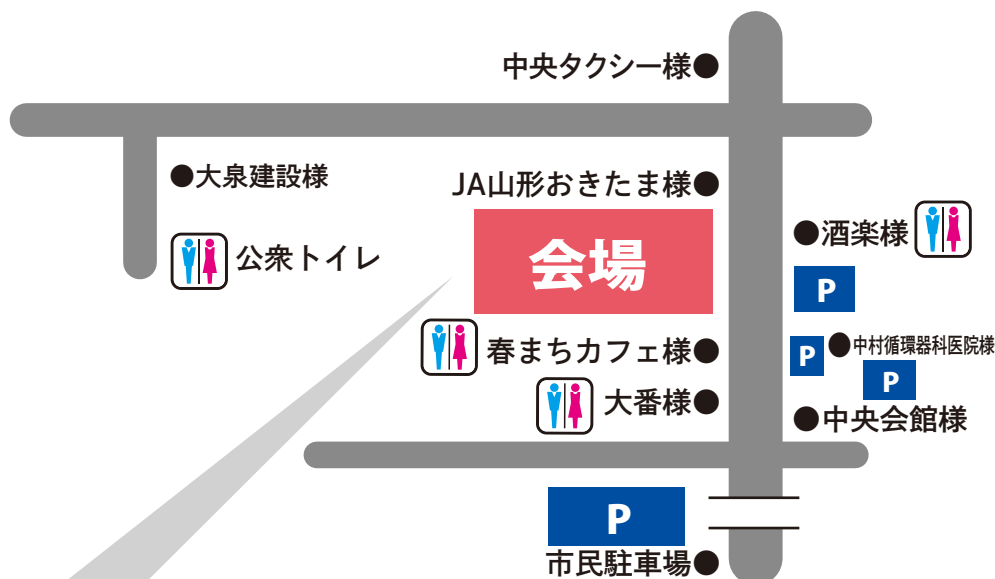 中央タクシー様●
●大泉建設様
JA山形おきたま様●
●酒楽様
公衆トイレ
会場
P
春まちカフェ様●
P
●中村循環器科医院様
P
大番様●
●中央会館様
P
市民駐車場●